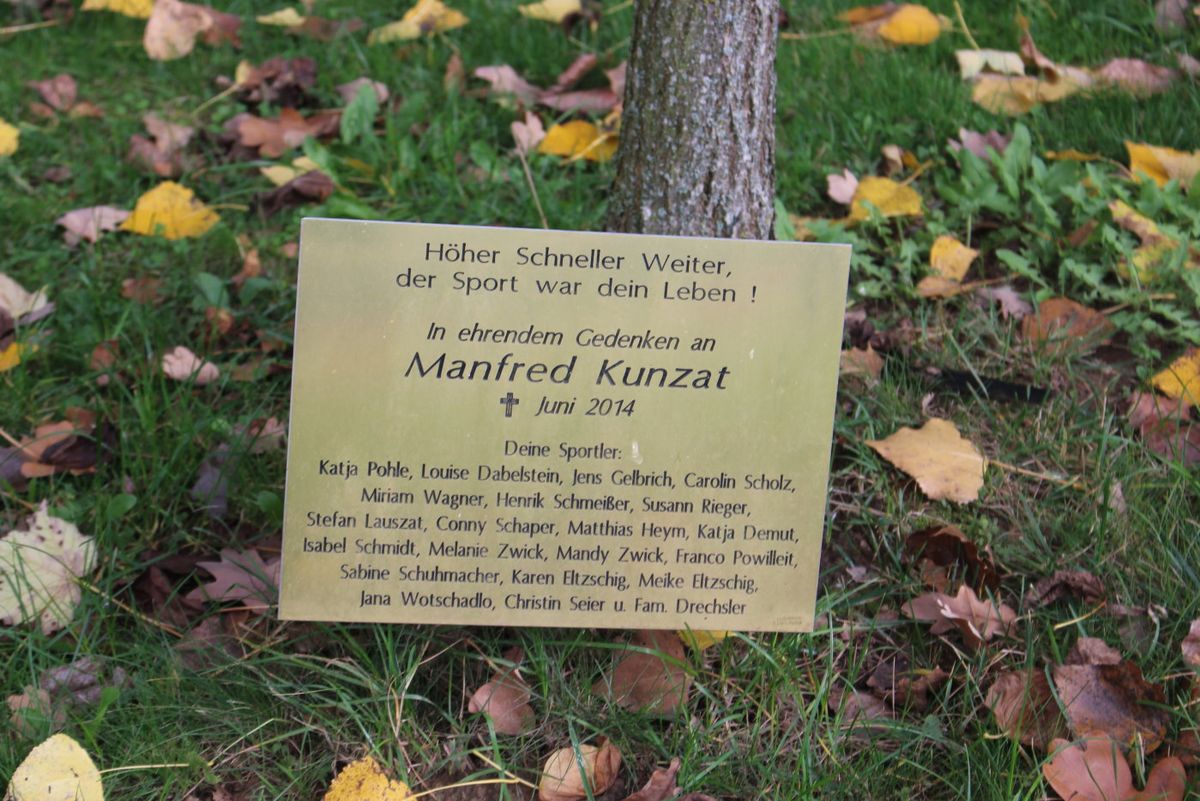 Höher Schneller Weiter,
der Sport war dein Leben !
In ehrendem Gedenken an
Manfred Kunzat
✝ Juni 2014
Deine Sportler:
Katja Pohle, Louise Dabelstein, Jens Gelbrich, Carolin Scholz,
Miriam Wagner, Henrik Schmeißer, Susann Rieger,
Stefan Lauszat, Conny Schaper, Matthias Heym, Katja Demut,
Isabel Schmidt, Melanie Zwick, Mandy Zwick, Franco Powilleit,
Sabine Schuhmacher, Karen Eltzschig, Meike Eltzschig,
Jana Wotschadlo, Christin Seier u. Fam. Drechsler